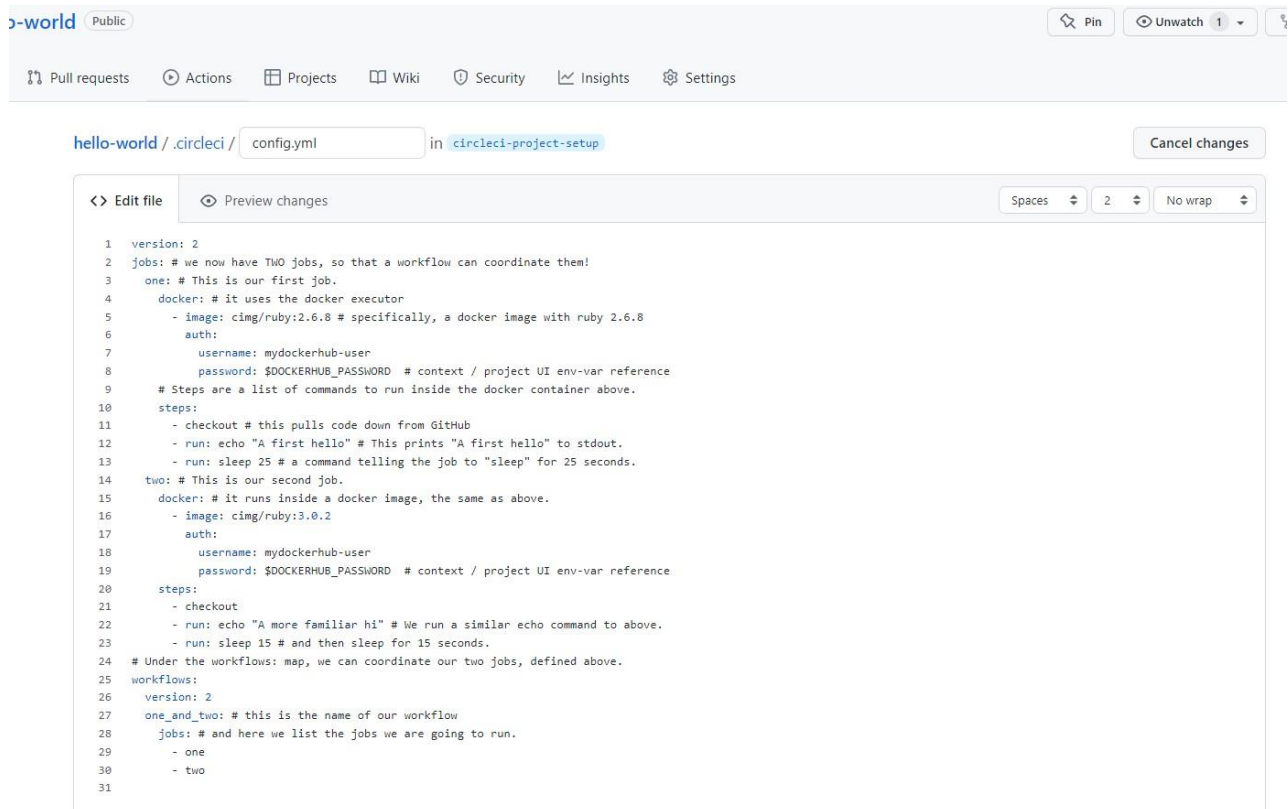 o-world Public Pin Unwatch 1
Pull requests Actions Projects Wiki Security Insights Settings
hello-world / .circleci / config.yml in circleci-project-setup Cancel changes
<> Edit file Preview changes Spaces 2 No wrap
1 version: 2
2 jobs: # we now have TWO jobs, so that a workflow can coordinate them!
3 one: # This is our first job.
4 docker: # it uses the docker executor
5 - image: cimg/ruby:2.6.8 # specifically, a docker image with ruby 2.6.8
6 auth:
7 username: mydockerhub-user
8 password: $DOCKERHUB_PASSWORD # context / project UI env-var reference
9 # Steps are a list of commands to run inside the docker container above.
10 steps:
11 - checkout # this pulls code down from GitHub
12 - run: echo "A first hello" # This prints "A first hello" to stdout.
13 - run: sleep 25 # a command telling the job to "sleep" for 25 seconds.
14 two: # This is our second job.
15 docker: # it runs inside a docker image, the same as above.
16 - image: cimg/ruby:3.0.2
17 auth:
18 username: mydockerhub-user
19 password: $DOCKERHUB_PASSWORD # context / project UI env-var reference
20 steps:
21 - checkout
22 - run: echo "A more familiar hi" # We run a similar echo command to above.
23 - run: sleep 15 # and then sleep for 15 seconds.
24 # Under the workflows: map, we can coordinate our two jobs, defined above.
25 workflows:
26 version: 2
27 one_and_two: # this is the name of our workflow
28 jobs: # and here we list the jobs we are going to run.
29 - one
30 - two
31